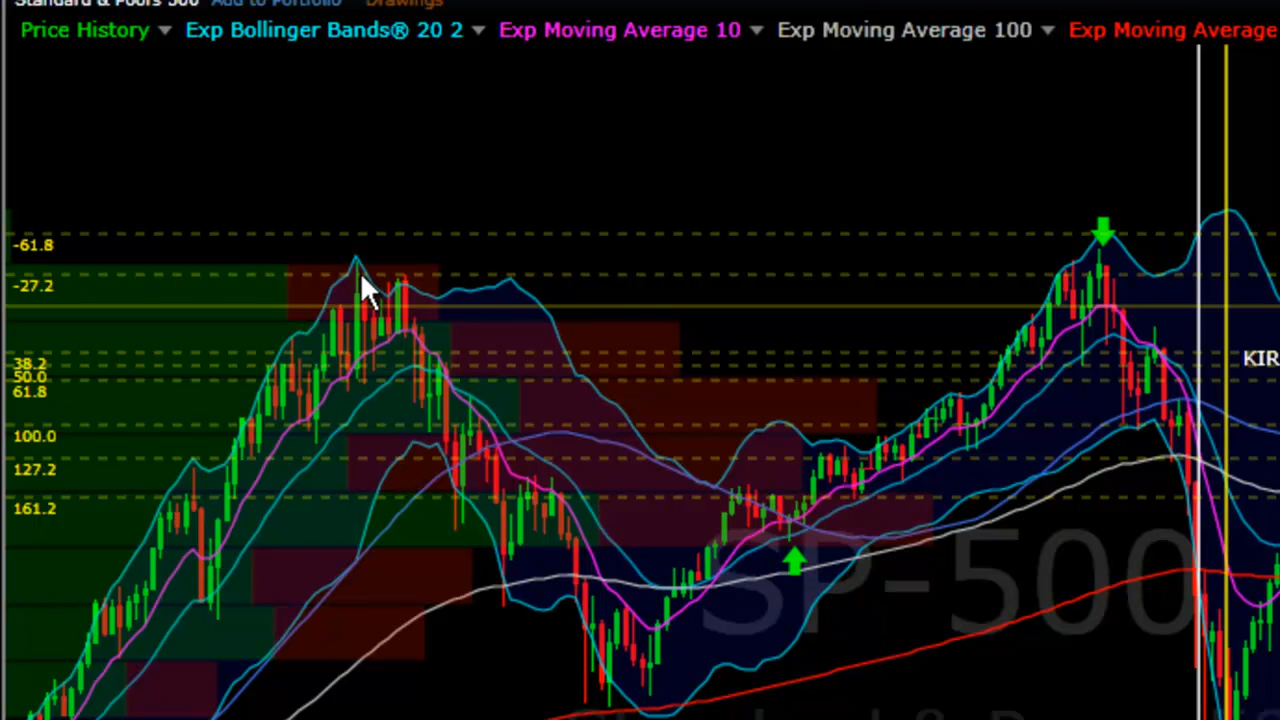 Standard & Poors 500 Add to Portfolio Drawings
Price History Exp Bollinger Bands® 20 2 Exp Moving Average 10 Exp Moving Average 100 Exp Moving Average
-61.8
-27.2
38.2
50.0
61.8
100.0
127.2
161.2
KIR
SP-500